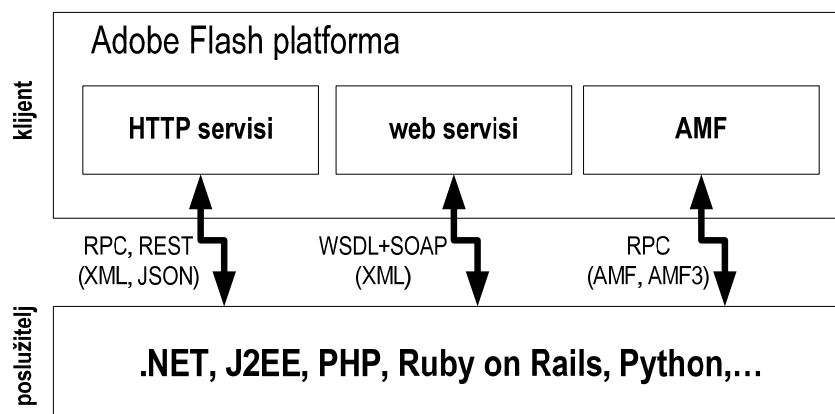 Adobe Flash platforma
klijent
HTTP servisi
web servisi
AMF
RPC, REST
(XML, JSON)
WSDL+SOAP
(XML)
RPC
(AMF, AMF3)
poslužitelj
.NET, J2EE, PHP, Ruby on Rails, Python,...